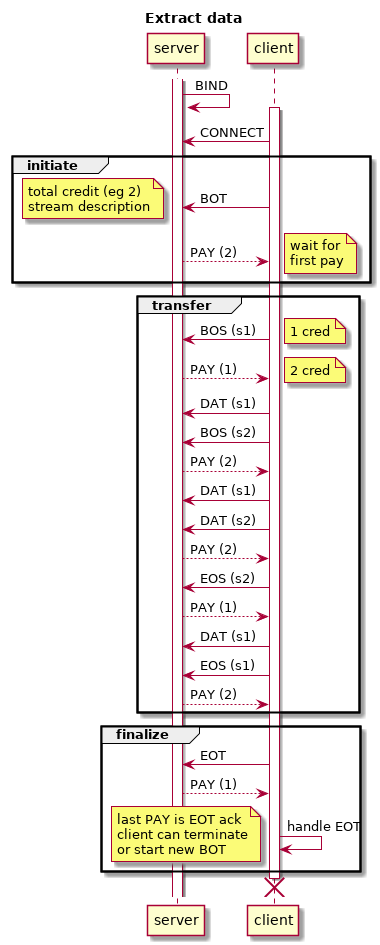 Extract data
server
client
BIND
CONNECT
initiate
total credit (eg 2)
stream description
BOT
PAY (2)
wait for
first pay
transfer
BOS (s1)
1 cred
PAY (1)
2 cred
DAT (s1)
BOS (s2)
PAY (2)
DAT (s1)
DAT (s2)
PAY (2)
EOS (s2)
PAY (1)
DAT (s1)
EOS (s1)
PAY (2)
finalize
EOT
PAY (1)
last PAY is EOT ack
client can terminate
or start new BOT
handle EOT
server
client